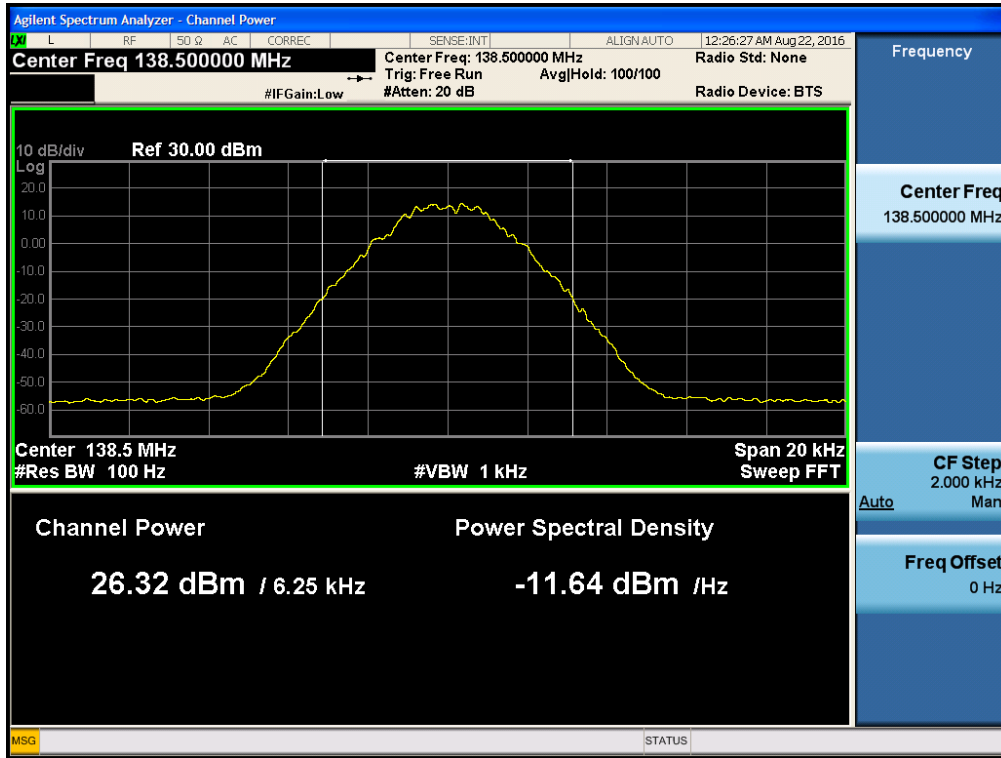 Agilent Spectrum Analyzer - Channel Power
LXI L RF 50 Ω AC CORREC SENSE:INT ALIGN AUTO 12:26:27 AM Aug 22, 2016
Center Freq 138.500000 MHz
Center Freq: 138.500000 MHz
Radio Std: None
Trig: Free Run Avg|Hold: 100/100
#IFGain:Low
#Atten: 20 dB
Radio Device: BTS
10 dB/div Ref 30.00 dBm
Log
20.0
10.0
0.00
-10.0
-20.0
-30.0
-40.0
-50.0
-60.0
Center 138.5 MHz Span 20 kHz
#Res BW 100 Hz #VBW 1 kHz Sweep FFT
Channel Power Power Spectral Density
26.32 dBm / 6.25 kHz -11.64 dBm /Hz
Frequency
Center Freq
138.500000 MHz
CF Step
2.000 kHz
Auto Man
Freq Offset
0 Hz
MSG STATUS